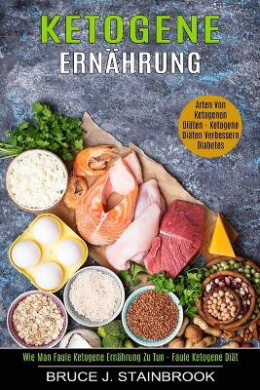 KETOGENE
ERNÄHRUNG
Arten Von
Ketogenen
Diäten - Ketogene
Diäten Verbessern
Diabetes
Wie Man Faule Ketogene Ernährung Zu Tun - Faule Ketogene Diät
BRUCE J. STAINBROOK